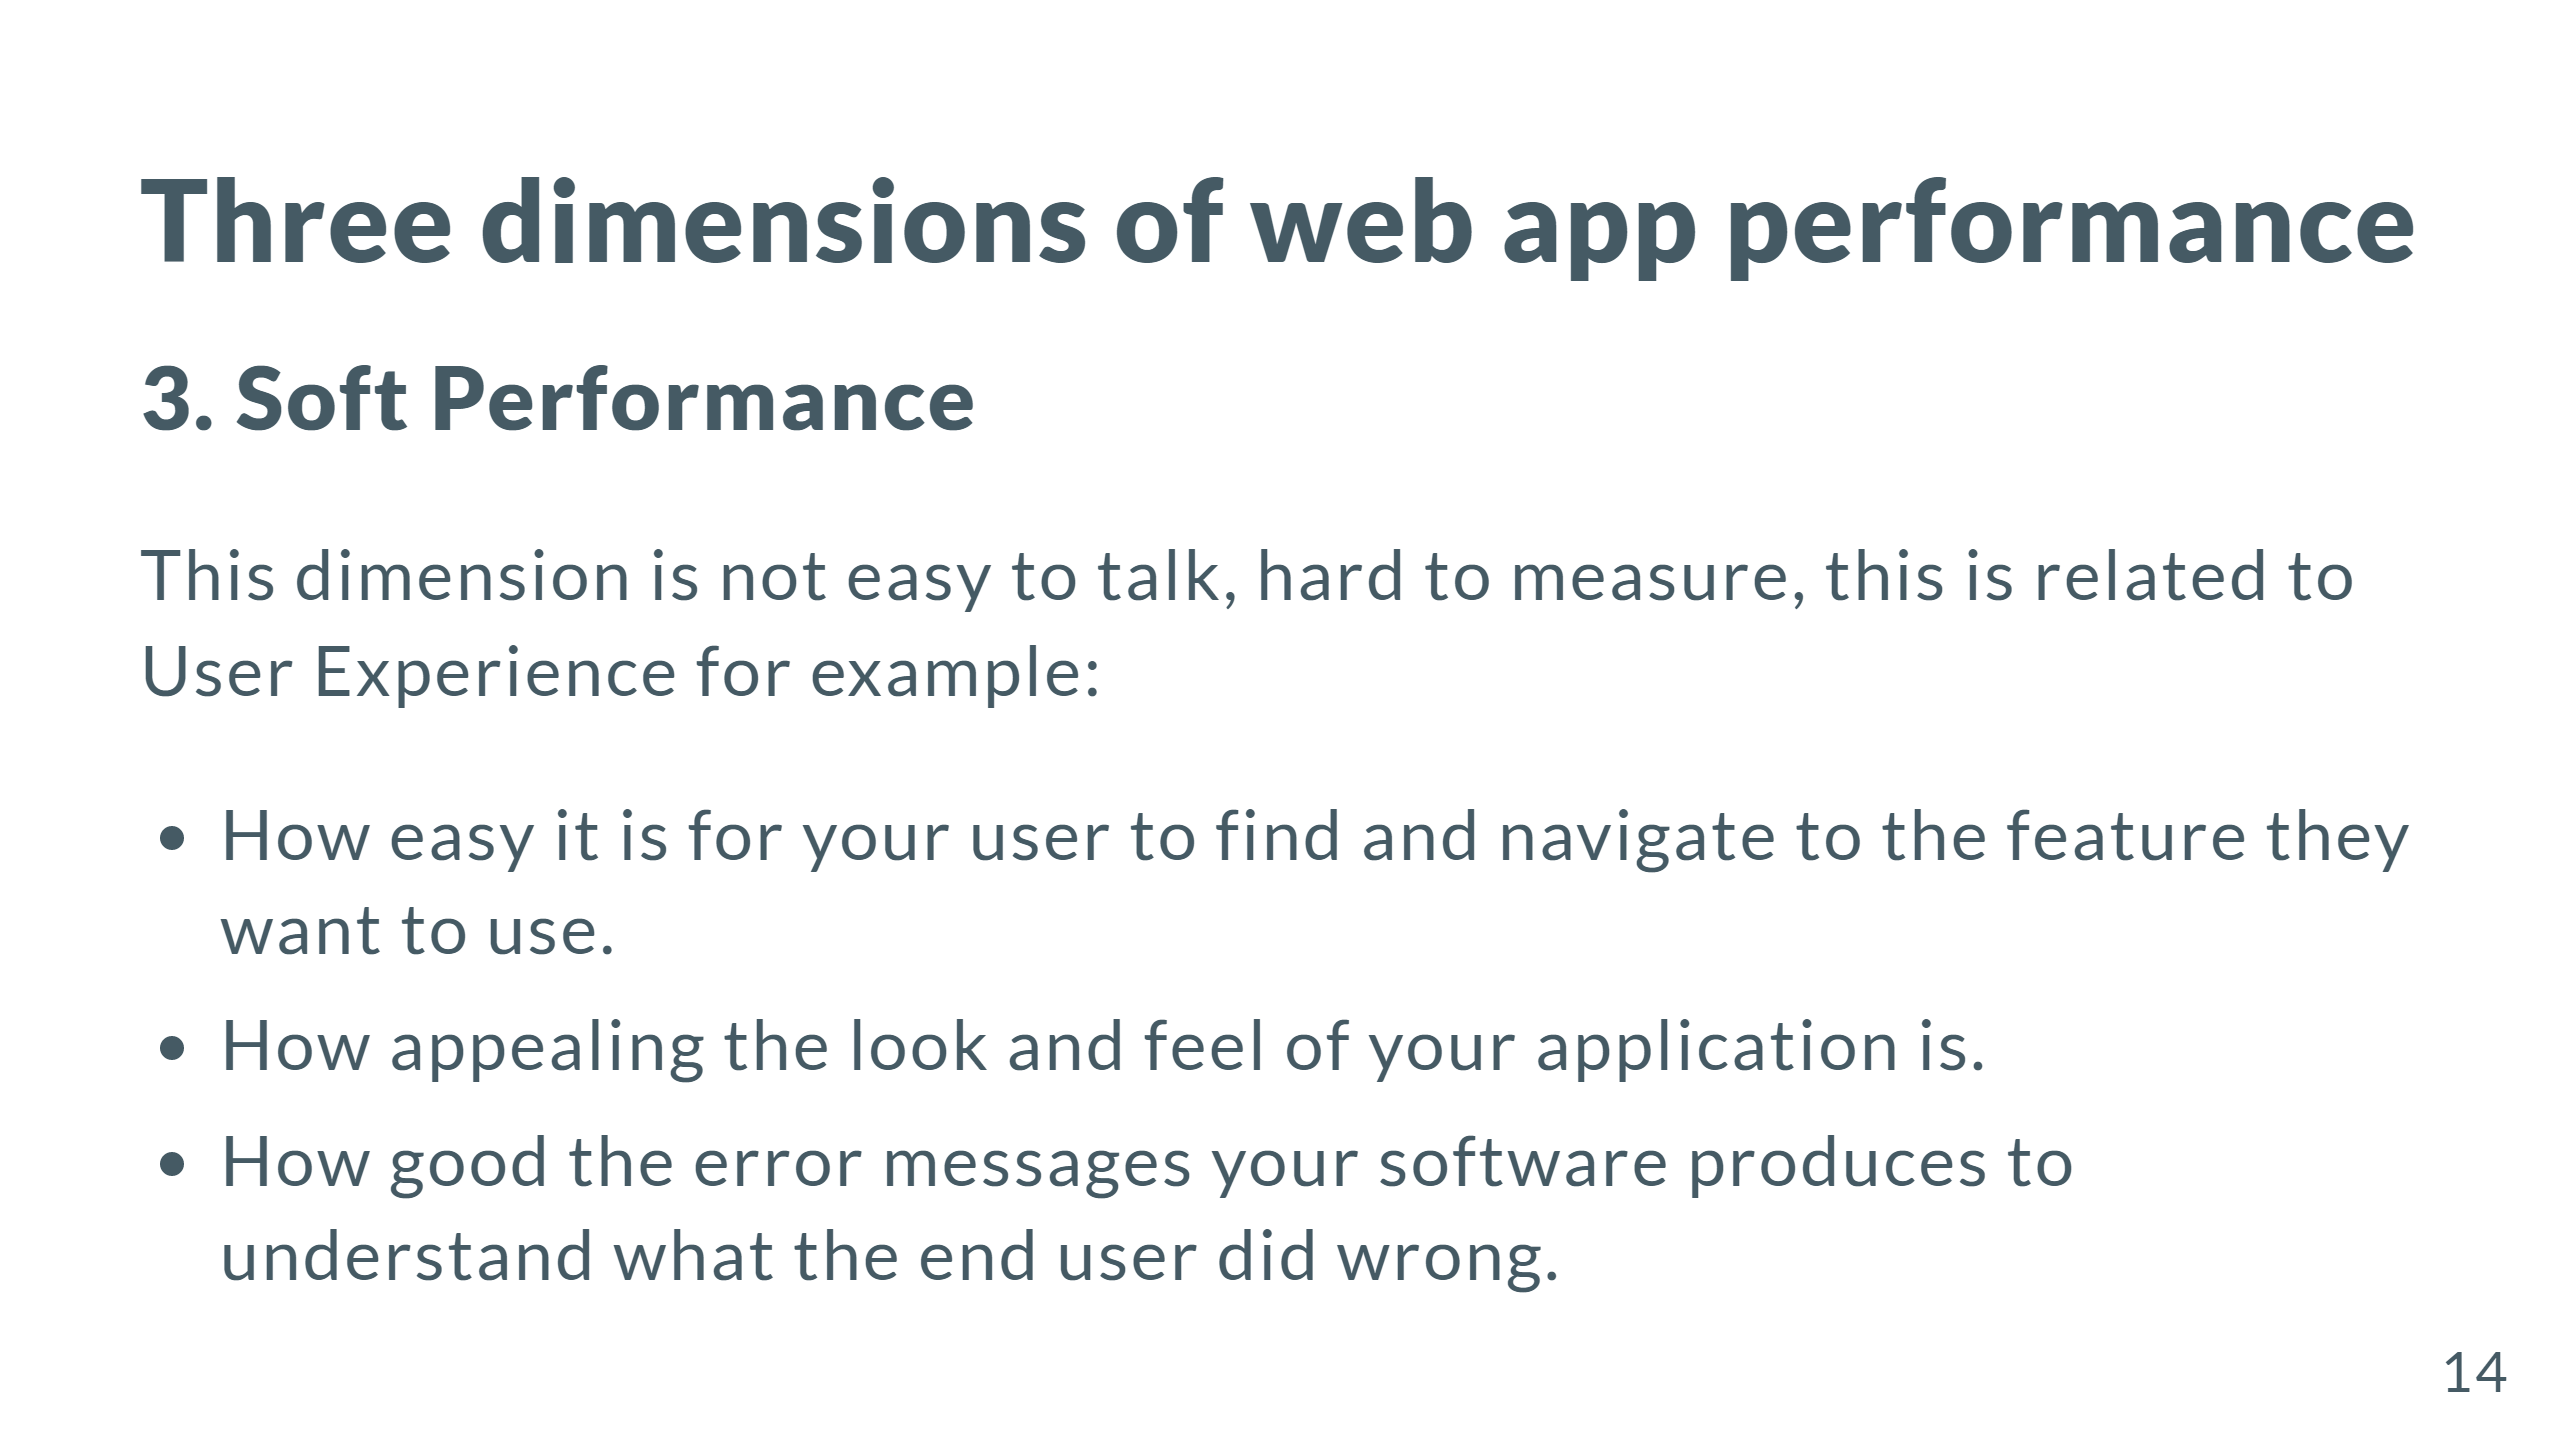 Three dimensions of web app performance
3. Soft Performance
This dimension is not easy to talk, hard to measure, this is related to
User Experience for example:
• How easy it is for your user to find and navigate to the feature they
want to use.
• How appealing the look and feel of your application is.
• How good the error messages your software produces to
understand what the end user did wrong.
14